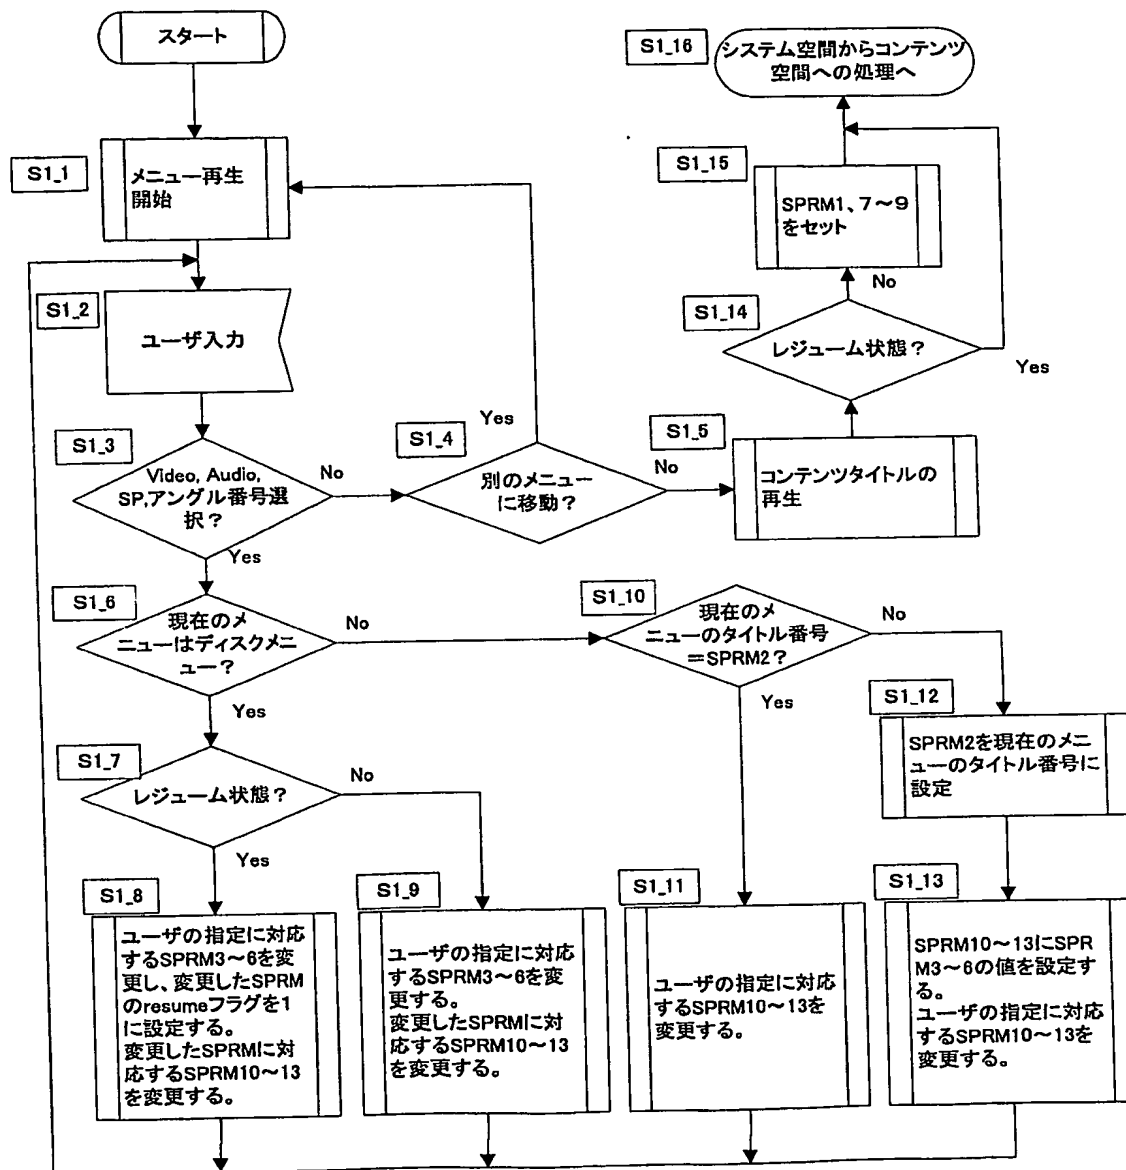 スタート
S1_16
システム空間からコンテンツ
空間への処理へ
S1_1
メニュー再生
開始
S1_15
SPRM1、7～9
をセット
No
S1_2
ユーザ入力
S1_14
レジューム状態?
Yes
S1_3
Video, Audio,
SP,アングル番号選
択?
No
Yes
S1_4
Yes
別のメニュー
に移動?
No
S1_5
コンテンツタイトルの
再生
S1_6
現在のメ
ニューはディスクメニ
ュー?
No
Yes
S1_10
現在のメ
ニューのタイトル番号
=SPRM2?
No
Yes
S1_12
SPRM2を現在のメニ
ューのタイトル番号に
設定
S1_7
レジューム状態?
No
Yes
S1_8
ユーザの指定に対応
するSPRM3～6を変
更し、変更したSPRM
のresumeフラグを1
に設定する。
変更したSPRMに対
応するSPRM10～13
を変更する。
S1_9
ユーザの指定に対応
するSPRM3～6を変
更する。
変更したSPRMに対
応するSPRM10～13
を変更する。
S1_11
ユーザの指定に対応
するSPRM10～13を
変更する。
S1_13
SPRM10～13にSPR
M3～6の値を設定す
る。
ユーザの指定に対応
するSPRM10～13を
変更する。